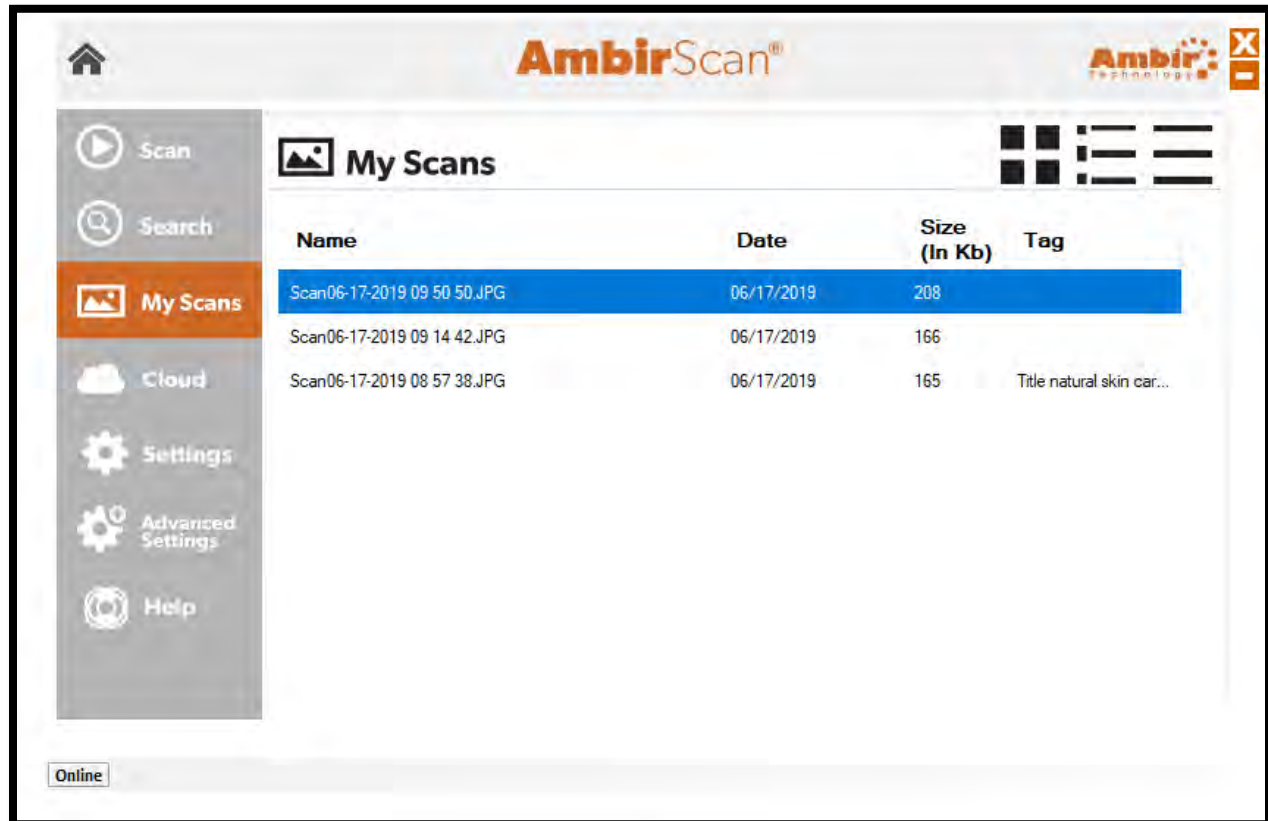 AmbirScan®
Ambir
technology
X
Scan
My Scans
Search
Name Date Size (In Kb) Tag
My Scans
Scan06-17-2019 09 50 50.JPG 06/17/2019 208
Scan06-17-2019 09 14 42.JPG 06/17/2019 166
Scan06-17-2019 08 57 38.JPG 06/17/2019 165 Title natural skin car...
Cloud
Settings
Advanced
Settings
Help
Online